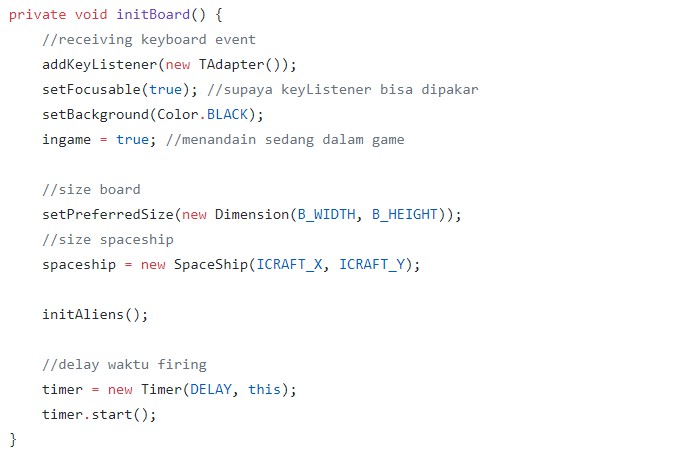 private void initBoard() {
    //receiving keyboard event
    addKeyListener(new TAdapter());
    setFocusable(true); //supaya keyListener bisa dipakar
    setBackground(Color.BLACK);
    ingame = true; //menandain sedang dalam game

    //size board
    setPreferredSize(new Dimension(B_WIDTH, B_HEIGHT));
    //size spaceship
    spaceship = new SpaceShip(ICRAFT_X, ICRAFT_Y);

    initAliens();

    //delay waktu firing
    timer = new Timer(DELAY, this);
    timer.start();
}